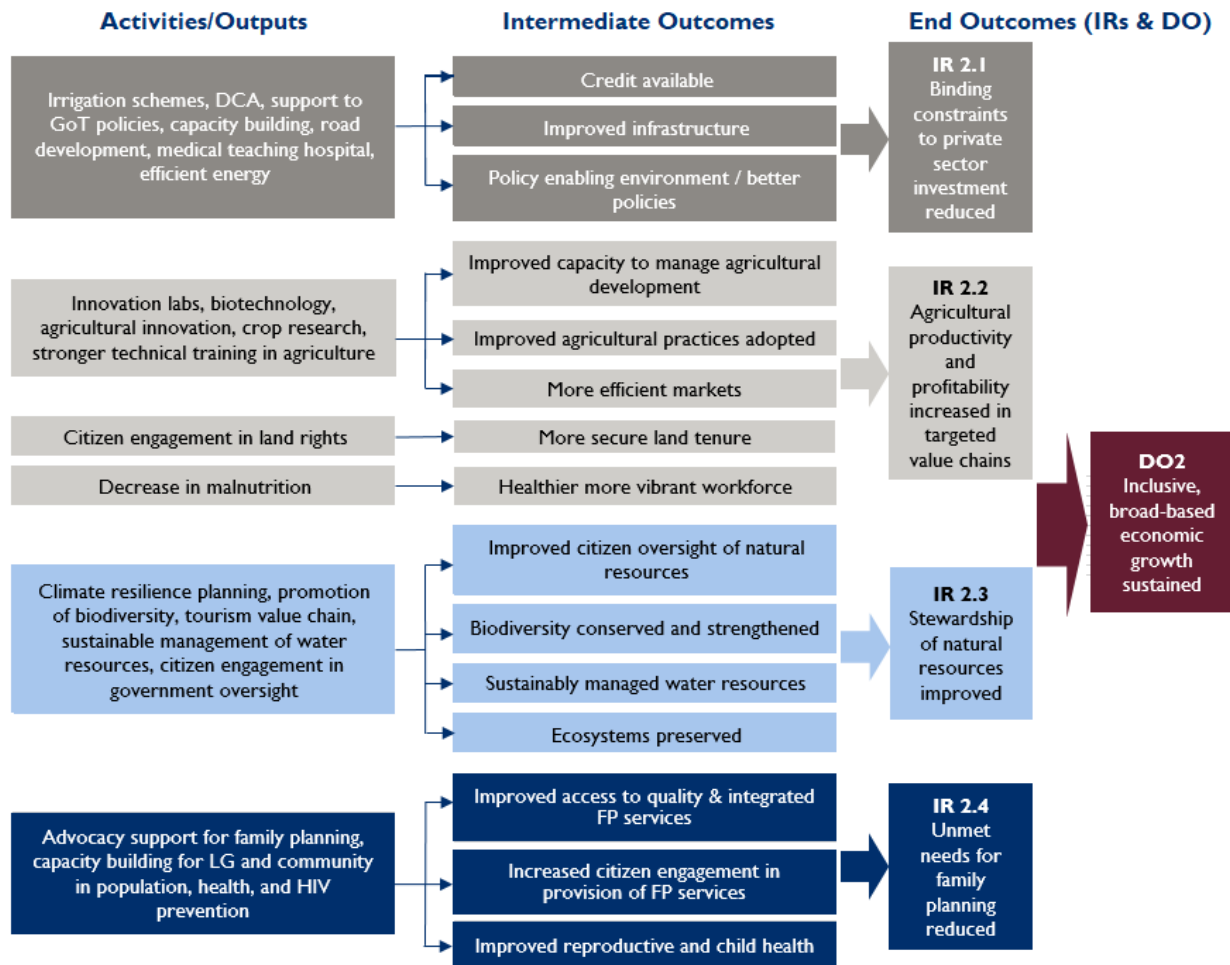 Activities/Outputs
Intermediate Outcomes
End Outcomes (IRs & DO)
Irrigation schemes, DCA, support to
GoT policies, capacity building, road
development, medical teaching hospital,
efficient energy
Credit available
Improved infrastructure
Policy enabling environment / better
policies
IR 2.1
Binding
constraints
to private
sector
investment
reduced
Innovation labs, biotechnology,
agricultural innovation, crop research,
stronger technical training in agriculture
Improved capacity to manage agricultural
development
Improved agricultural practices adopted
More efficient markets
Citizen engagement in land rights
More secure land tenure
Decrease in malnutrition
Healthier more vibrant workforce
IR 2.2
Agricultural
productivity
and
profitability
increased in
targeted
value chains
Climate resilience planning, promotion
of biodiversity, tourism value chain,
sustainable management of water
resources, citizen engagement in
government oversight
Improved citizen oversight of natural
resources
Biodiversity conserved and strengthened
Sustainably managed water resources
Ecosystems preserved
IR 2.3
Stewardship
of natural
resources
improved
Advocacy support for family planning,
capacity building for LG and community
in population, health, and HIV
prevention
Improved access to quality & integrated
FP services
Increased citizen engagement in
provision of FP services
Improved reproductive and child health
IR 2.4
Unmet
needs for
family
planning
reduced
DO2
Inclusive,
broad-based
economic
growth
sustained